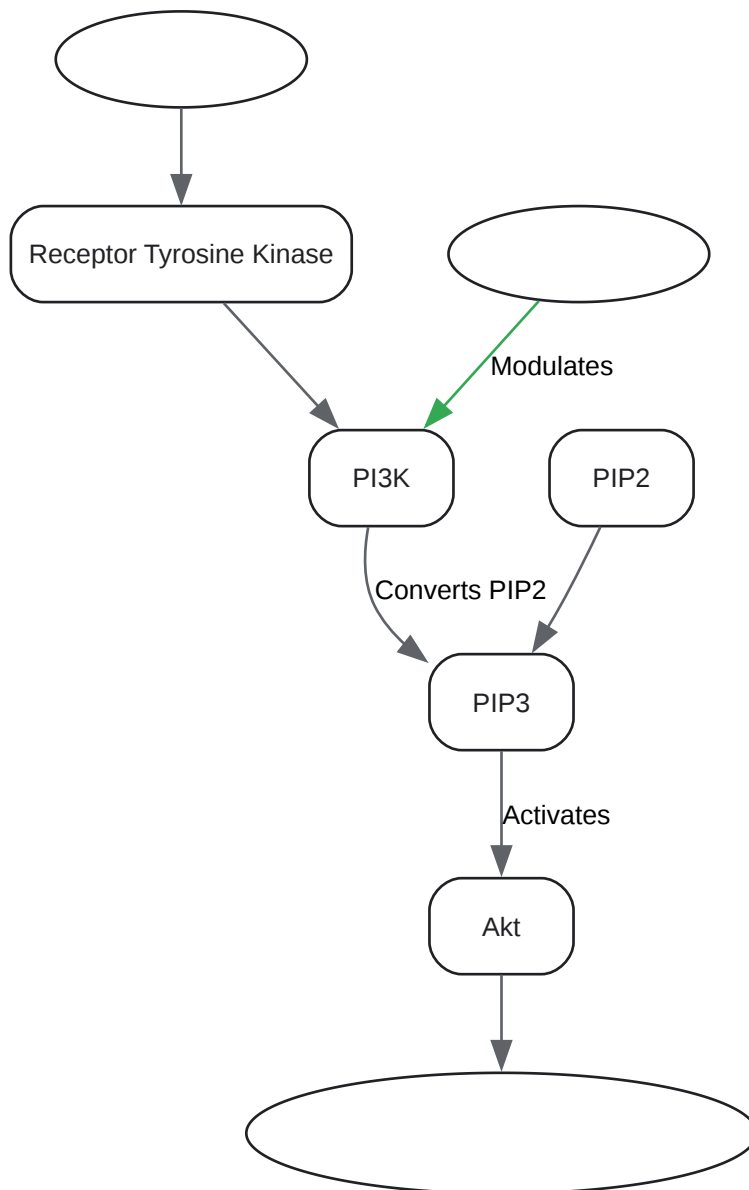 Receptor Tyrosine Kinase
Modulates
PI3K
PIP2
Converts PIP2
PIP3
Activates
Akt